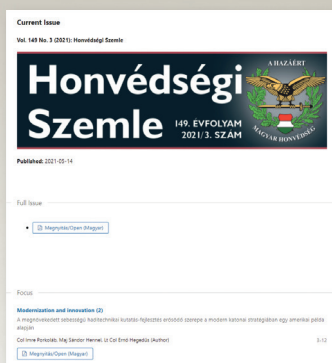 Current Issue
Vol. 149 No. 3 (2021): Honvédségi Szemle
Honvédségi
Szemle
149. ÉVFOLYAM
2021/3. SZÁM
A HAZÁÉRT
MAGYAR HONVÉDSÉG
Published: 2021-05-14
Full Issue
Megnyitás/Open (Magyar)
Focus
Modernization and Innovation (2)
A megnövekedett sebességű haditechnikai kutatás-fejlesztés erősödő szerepe a modern katonai stratégiákban egy amerikai példa
alapján
Col Imre Porkoláb, Maj Sándor Hennel, Lt Col Ernő Hegedűs (Author)
3-12
Megnyitás/Open (Magyar)